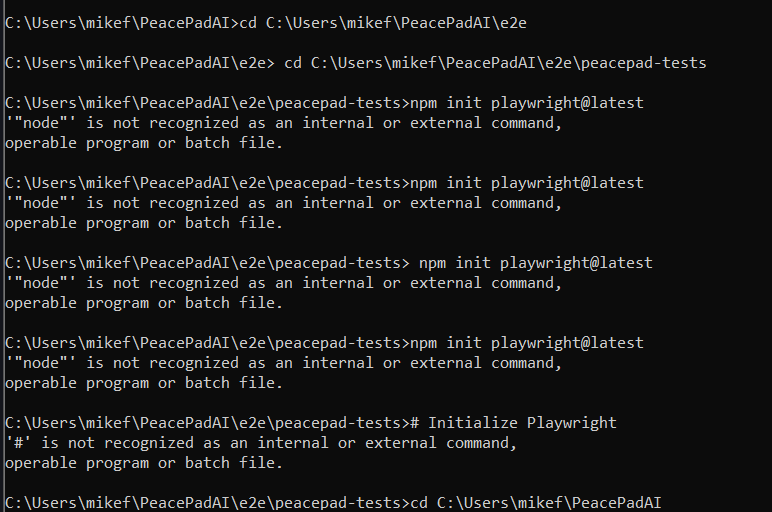 C:\Users\mikef\PeacePadAI>cd C:\Users\mikef\PeacePadAI\e2e
C:\Users\mikef\PeacePadAI\e2e> cd C:\Users\mikef\PeacePadAI\e2e\peacepad-tests
C:\Users\mikef\PeacePadAI\e2e\peacepad-tests>npm init playwright@latest
'"node"' is not recognized as an internal or external command,
operable program or batch file.
C:\Users\mikef\PeacePadAI\e2e\peacepad-tests>npm init playwright@latest
'"node"' is not recognized as an internal or external command,
operable program or batch file.
C:\Users\mikef\PeacePadAI\e2e\peacepad-tests> npm init playwright@latest
'"node"' is not recognized as an internal or external command,
operable program or batch file.
C:\Users\mikef\PeacePadAI\e2e\peacepad-tests>npm init playwright@latest
'"node"' is not recognized as an internal or external command,
operable program or batch file.
C:\Users\mikef\PeacePadAI\e2e\peacepad-tests># Initialize Playwright
'#' is not recognized as an internal or external command,
operable program or batch file.
C:\Users\mikef\PeacePadAI\e2e\peacepad-tests>cd C:\Users\mikef\PeacePadAI